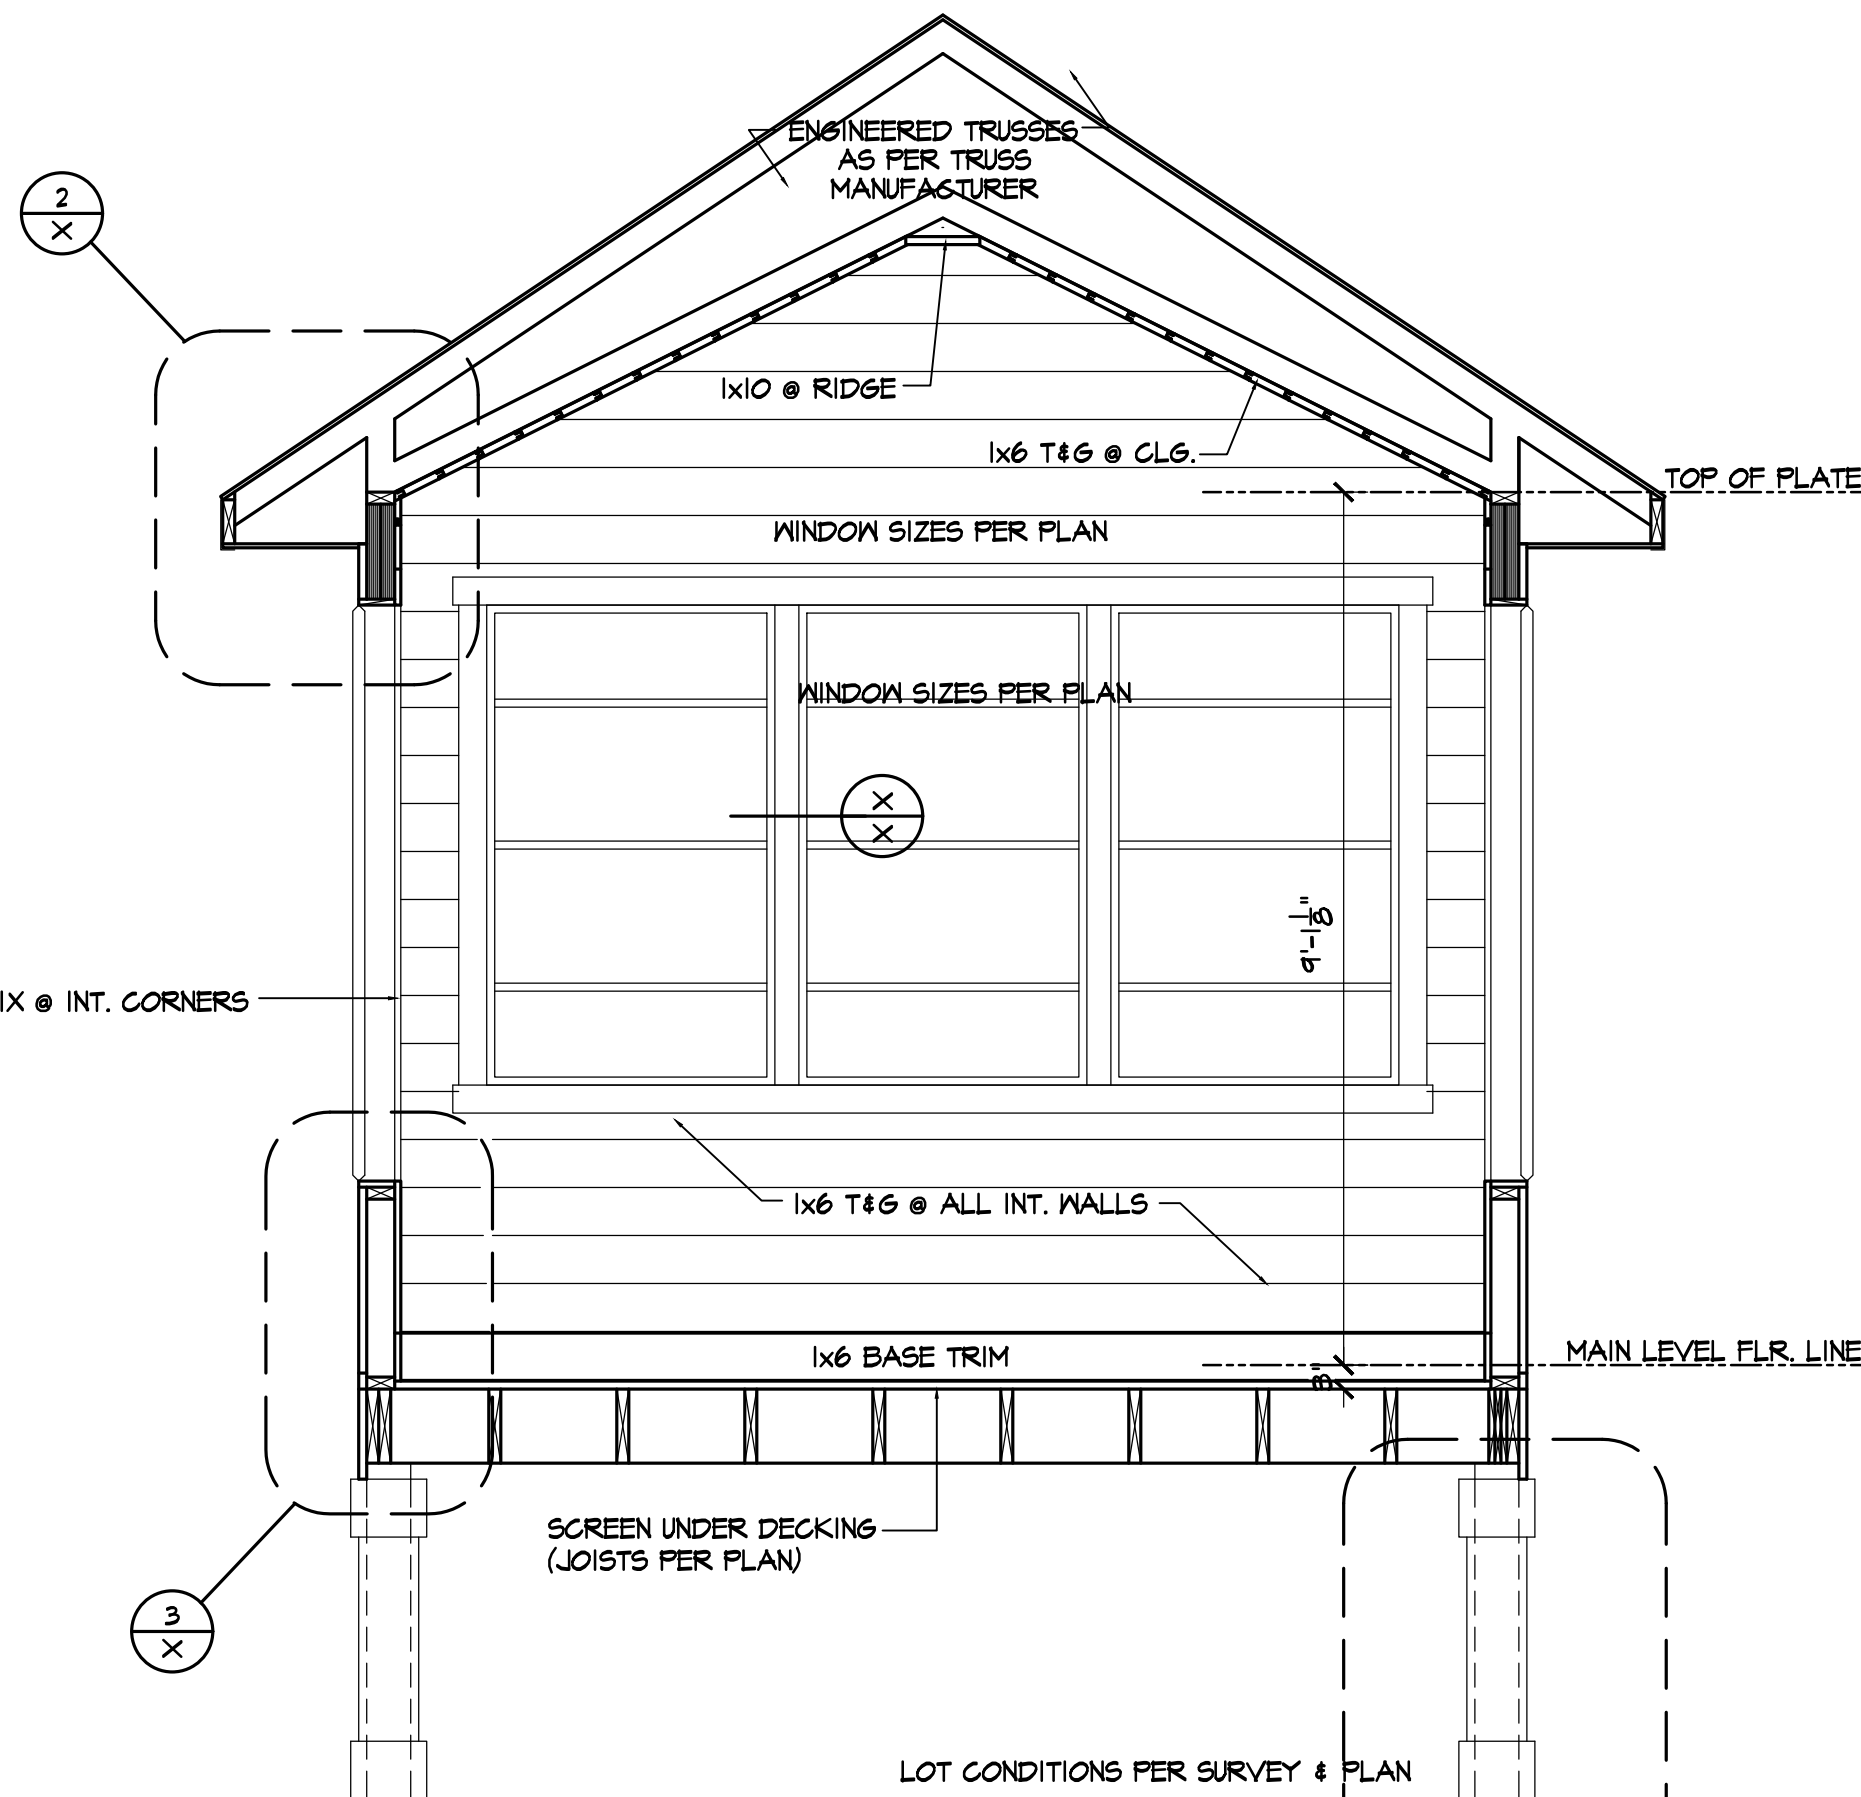 ENGINEERED TRUSSES
AS PER TRUSS
MANUFACTURER
2
X
1x10 @ RIDGE
1x6 T&G @ CLG.
TOP OF PLATE
WINDOW SIZES PER PLAN
WINDOW SIZES PER PLAN
X
X
9'-1 1/8"
1X @ INT. CORNERS
1x6 T&G @ ALL INT. WALLS
1x6 BASE TRIM
MAIN LEVEL FLR. LINE
3"
SCREEN UNDER DECKING
(JOISTS PER PLAN)
3
X
LOT CONDITIONS PER SURVEY & PLAN